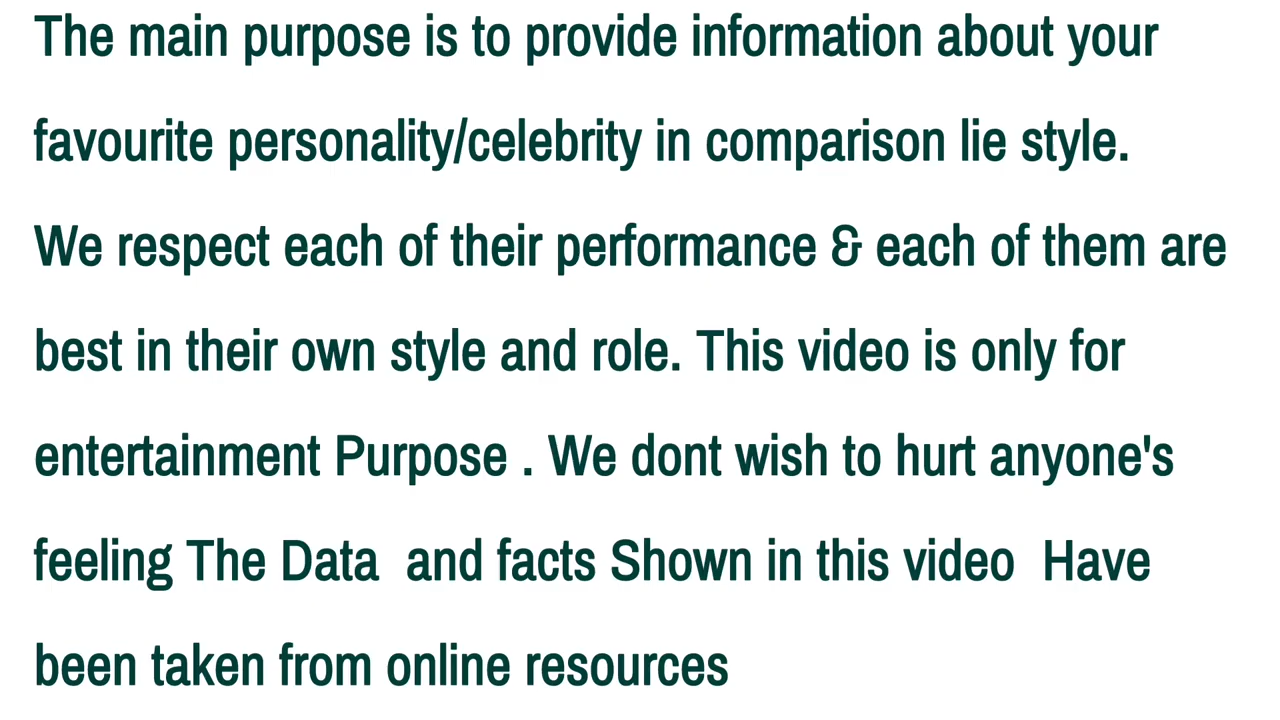 The main purpose is to provide information about your
favourite personality/celebrity in comparison lie style.
We respect each of their performance & each of them are
best in their own style and role. This video is only for
entertainment Purpose . We dont wish to hurt anyone's
feeling The Data  and facts Shown in this video  Have
been taken from online resources